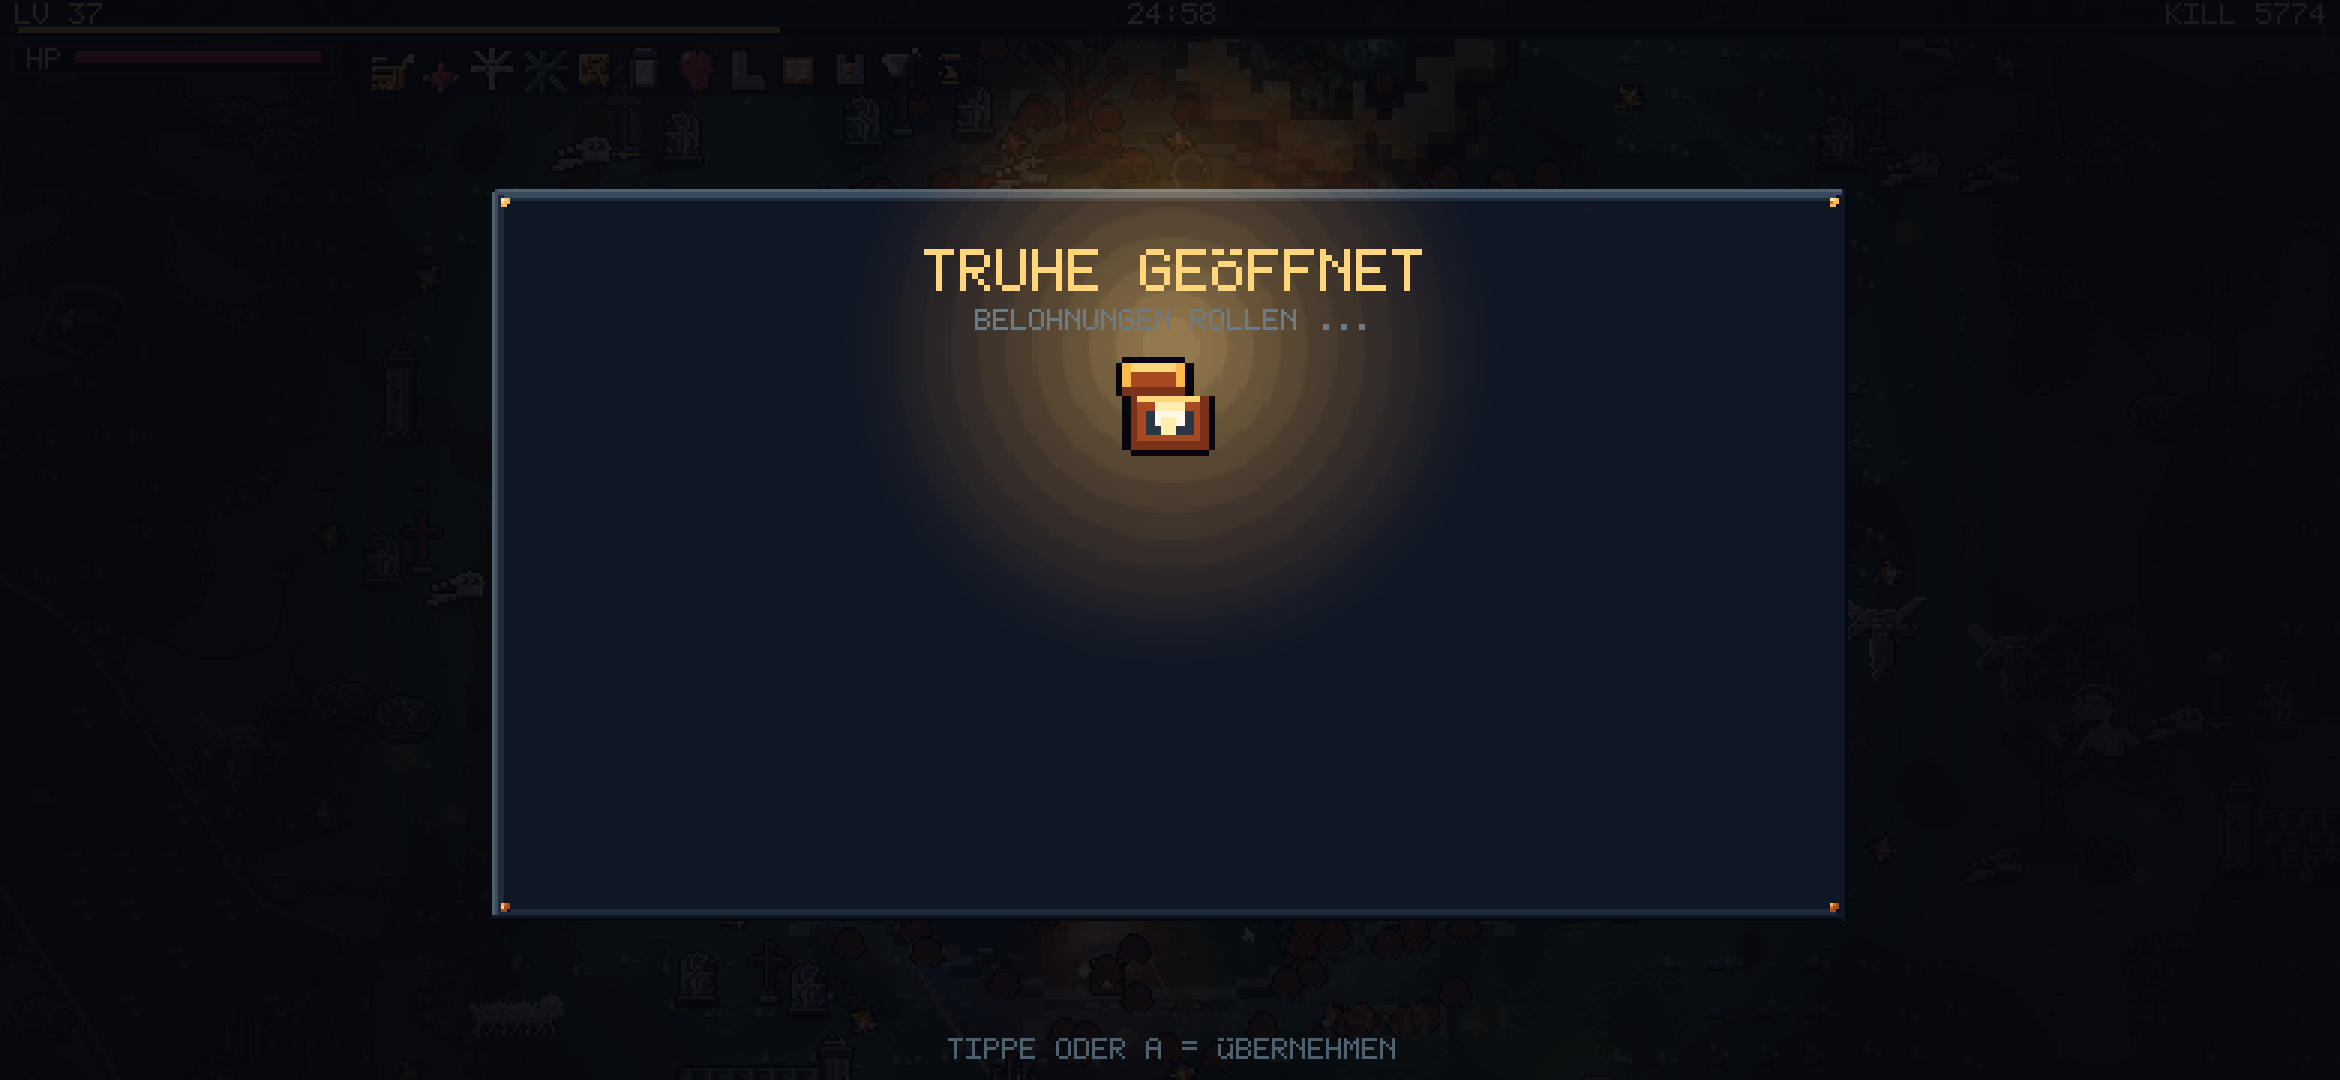 LV 37
24:58
KILL 5774
HP
TRUHE GEÖFFNET
BELOHNUNGEN ROLLEN ...
TIPPE ODER A = ÜBERNEHMEN